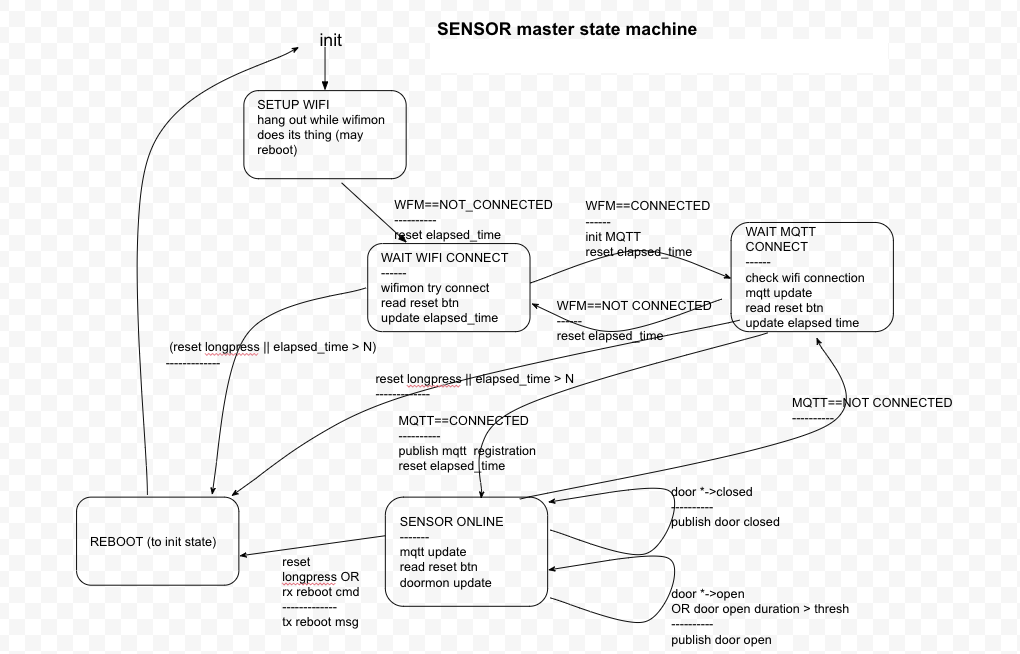 SENSOR master state machine
init
SETUP WIFI
hang out while wifimon
does its thing (may
reboot)
WFM==NOT_CONNECTED
----------
reset elapsed_time
WFM==CONNECTED
------
init MQTT
reset elapsed_time
WAIT MQTT
CONNECT
------
check wifi connection
mqtt update
read reset btn
update elapsed time
WAIT WIFI CONNECT
------
wifimon try connect
read reset btn
update elapsed_time
WFM==NOT CONNECTED
------
reset elapsed_time
(reset longpress || elapsed_time > N)
-------------
reset longpress || elapsed_time > N
-------------
MQTT==NOT CONNECTED
----------
MQTT==CONNECTED
----------
publish mqtt  registration
reset elapsed_time
door *->closed
----------
publish door closed
SENSOR ONLINE
-------
mqtt update
read reset btn
doormon update
REBOOT (to init state)
reset
longpress OR
rx reboot cmd
-------------
tx reboot msg
door *->open
OR door open duration > thresh
----------
publish door open